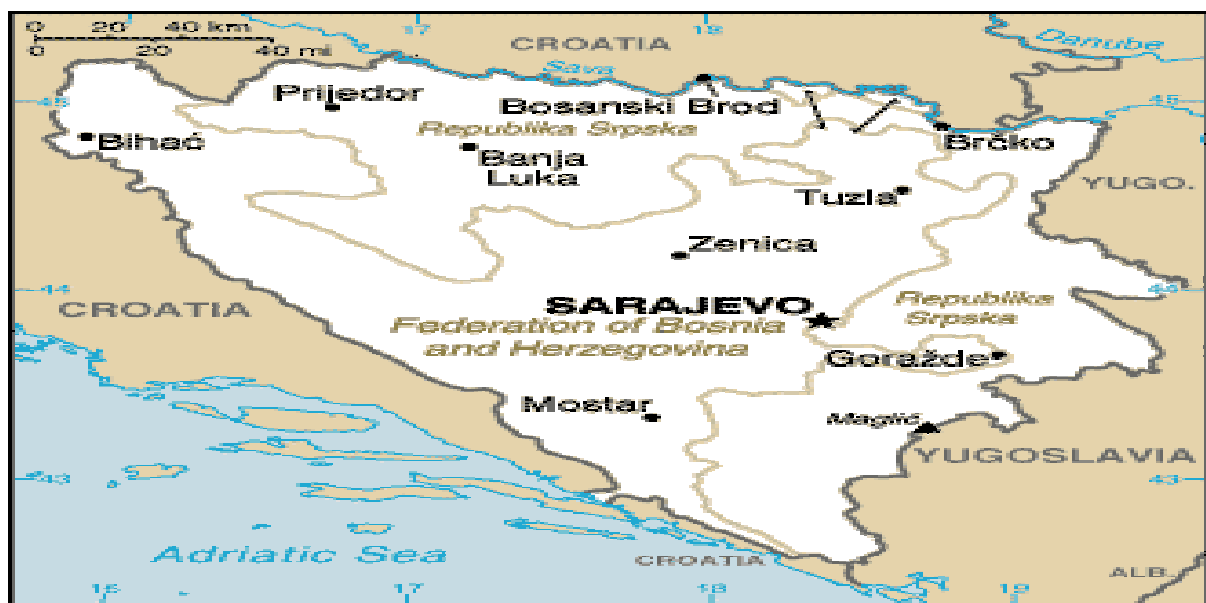 0 20 40 km
0 20 40 mi
17
18
CROATIA
Danube
Sava
45
Prijedor
Bosanski Brod
45
Bihać
Republika Srpska
Brčko
Banja
Luka
YUGO.
Tuzla
Zenica
44
44
CROATIA
SARAJEVO
Republika
Srpska
Federation of Bosnia
and Herzegovina
Goražde
Mostar
Maglić
YUGOSLAVIA
43
43
Adriatic Sea
CROATIA
ALB.
16
17
18
19